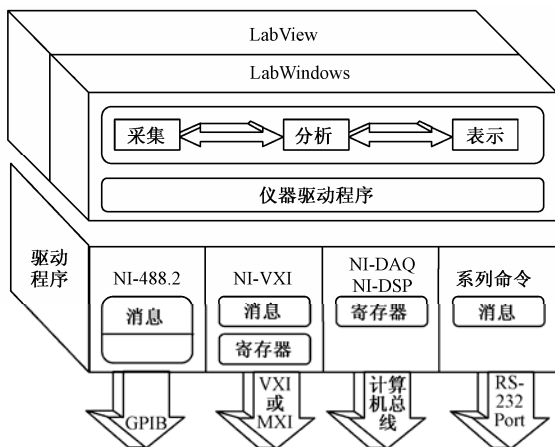 LabView
LabWindows
采集
分析
表示
仪器驱动程序
驱动
程序
NI-488.2
消息
NI-VXI
消息
寄存器
NI-DAQ
NI-DSP
寄存器
系列命令
消息
GPIB
VXI
或
MXI
计算
机总
线
RS-
232
Port